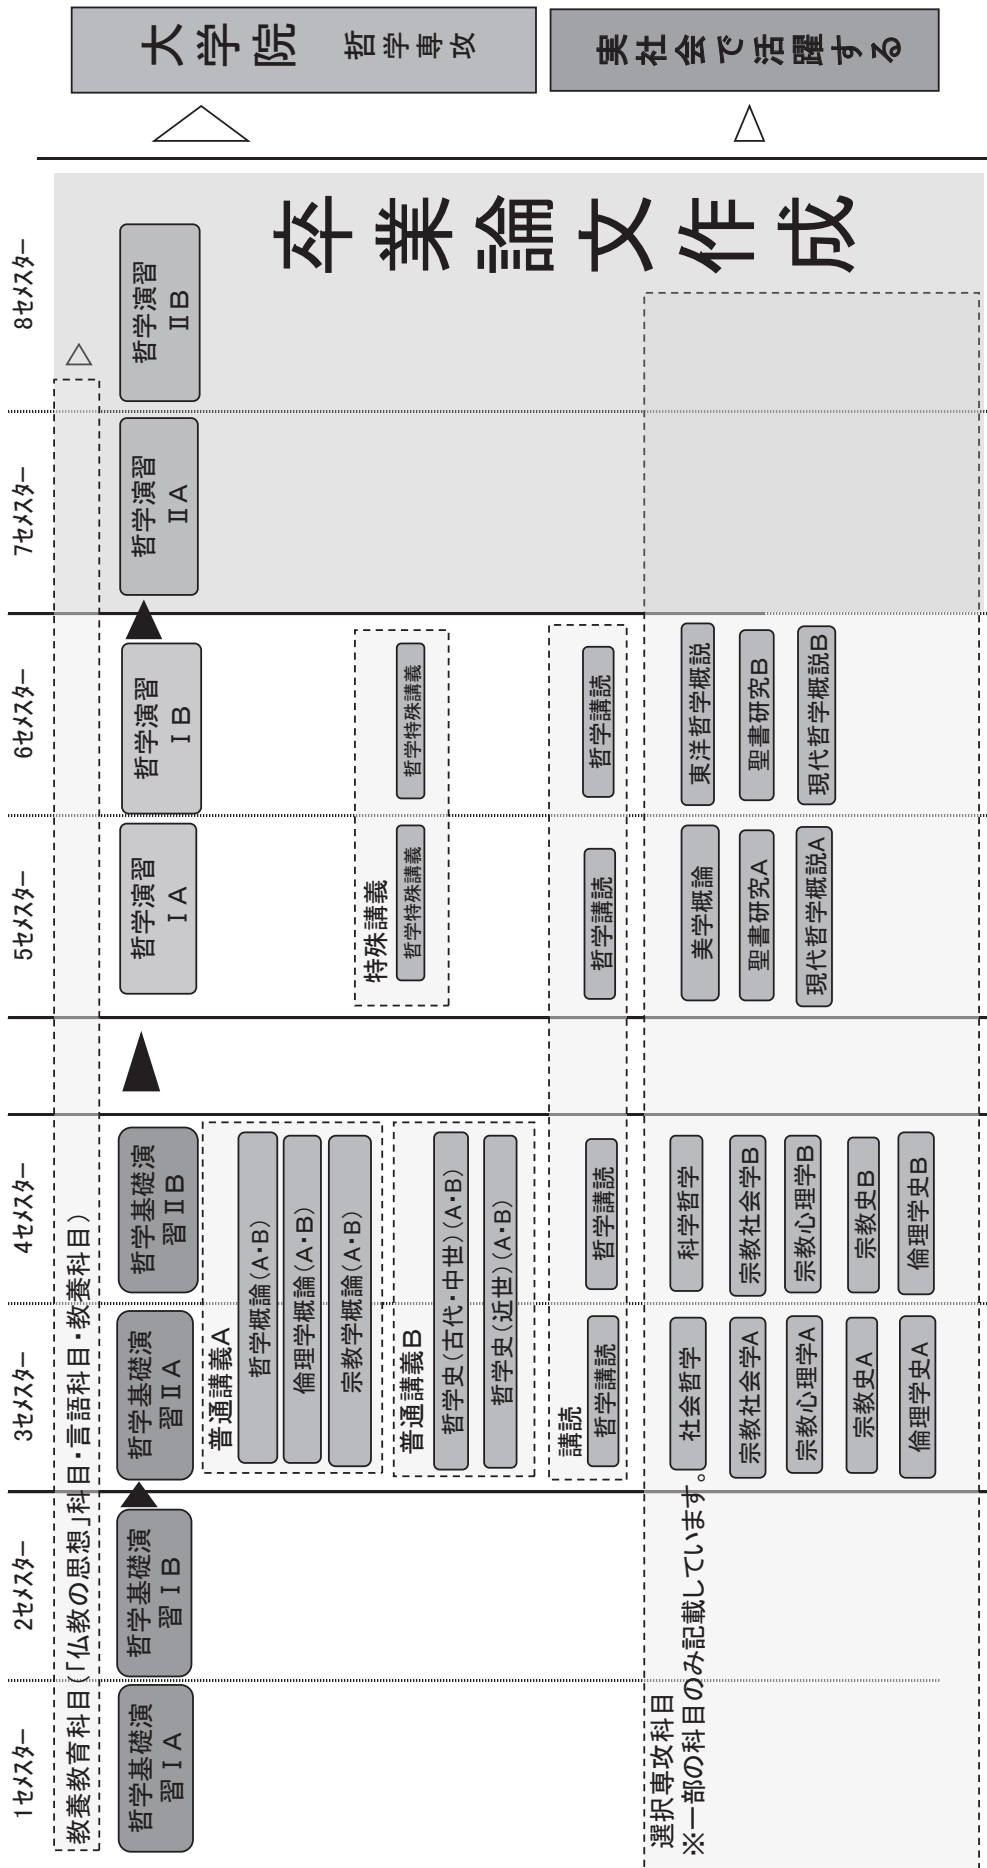 1セメスター
2セメスター
3セメスター
4セメスター
5セメスター
6セメスター
7セメスター
8セメスター
教養教育科目(「仏教の思想」科目・言語科目・教養科目)
哲学基礎演
習ⅠA
哲学基礎演
習ⅠB
哲学基礎演
習ⅡA
哲学基礎演
習ⅡB
哲学演習
ⅠA
哲学演習
ⅠB
哲学演習
ⅡA
哲学演習
ⅡB
普通講義A
哲学概論(A・B)
倫理学概論(A・B)
宗教学概論(A・B)
普通講義B
哲学史(古代・中世)(A・B)
哲学史(近世)(A・B)
特殊講義
哲学特殊講義
哲学特殊講義
講読
哲学講読
哲学講読
哲学講読
哲学講読
選択専攻科目
※一部の科目のみ記載しています。
社会哲学
科学哲学
美学概論
東洋哲学概説
宗教社会学A
宗教社会学B
聖書研究A
聖書研究B
宗教心理学A
宗教心理学B
現代哲学概説A
現代哲学概説B
宗教史A
宗教史B
倫理学史A
倫理学史B
卒業論文作成
大学院 哲学専攻
実社会で活躍する